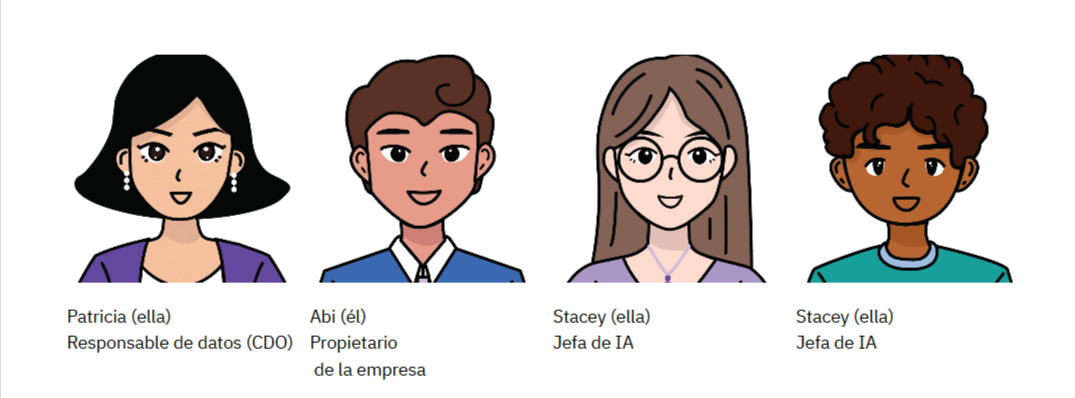 Patricia (ella)
Responsable de datos (CDO)
Abi (él)
Propietario
de la empresa
Stacey (ella)
Jefa de IA
Stacey (ella)
Jefa de IA